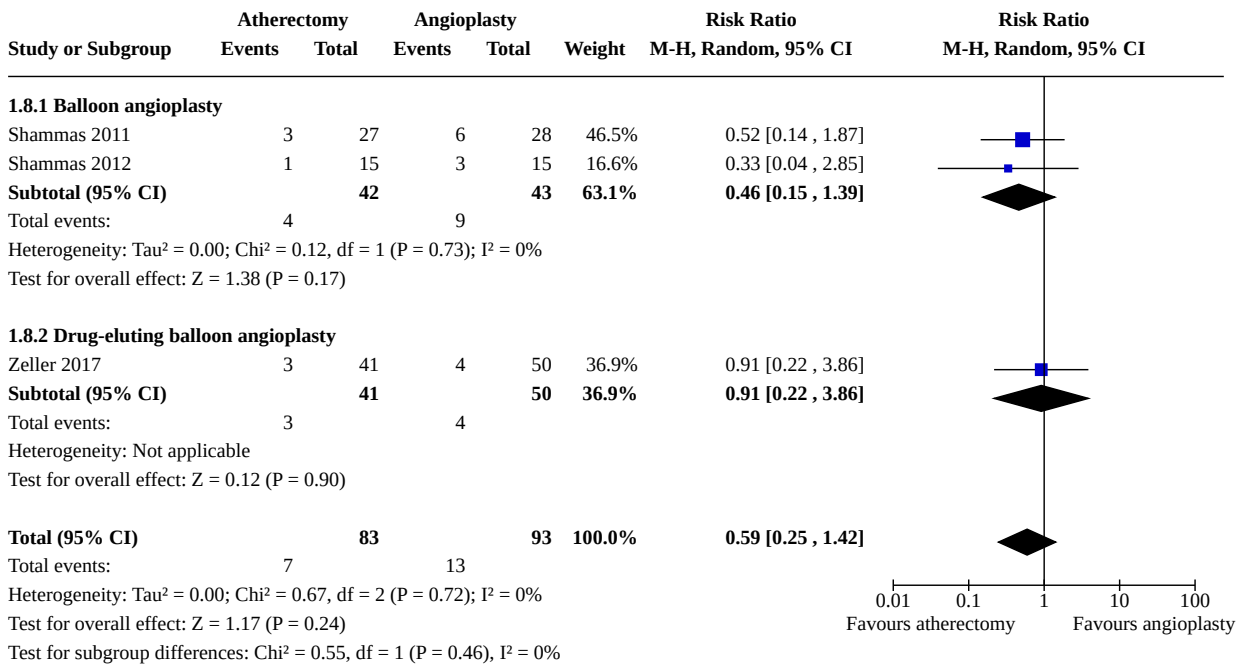 Atherectomy Angioplasty Risk Ratio Risk Ratio
Study or Subgroup Events Total Events Total Weight M-H, Random, 95% CI M-H, Random, 95% CI
1.8.1 Balloon angioplasty
Shammas 2011 3 27 6 28 46.5% 0.52 [0.14 , 1.87]
Shammas 2012 1 15 3 15 16.6% 0.33 [0.04 , 2.85]
Subtotal (95% CI) 42 43 63.1% 0.46 [0.15 , 1.39]
Total events: 4 9
Heterogeneity: Tau² = 0.00; Chi² = 0.12, df = 1 (P = 0.73); I² = 0%
Test for overall effect: Z = 1.38 (P = 0.17)
1.8.2 Drug-eluting balloon angioplasty
Zeller 2017 3 41 4 50 36.9% 0.91 [0.22 , 3.86]
Subtotal (95% CI) 41 50 36.9% 0.91 [0.22 , 3.86]
Total events: 3 4
Heterogeneity: Not applicable
Test for overall effect: Z = 0.12 (P = 0.90)
Total (95% CI) 83 93 100.0% 0.59 [0.25 , 1.42]
Total events: 7 13
Heterogeneity: Tau² = 0.00; Chi² = 0.67, df = 2 (P = 0.72); I² = 0%
0.01 0.1 1 10 100
Test for overall effect: Z = 1.17 (P = 0.24)
Favours atherectomy Favours angioplasty
Test for subgroup differences: Chi² = 0.55, df = 1 (P = 0.46), I² = 0%